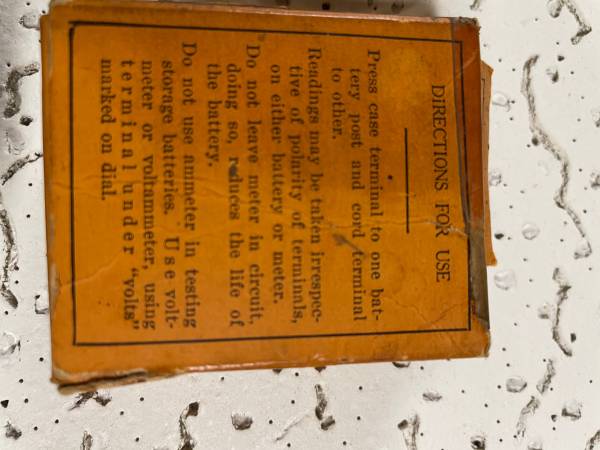 DIRECTIONS FOR USE
Press case terminal to one bat-
tery post and cord terminal
to other.
Readings may be taken irrespec-
tive of polarity of terminals,
on either battery or meter.
Do not leave meter in circuit,
doing so, reduces the life of
the battery.
Do not use ammeter in testing
storage batteries. Use volt-
meter or voltammeter, using
terminal under "volts"
marked on dial.